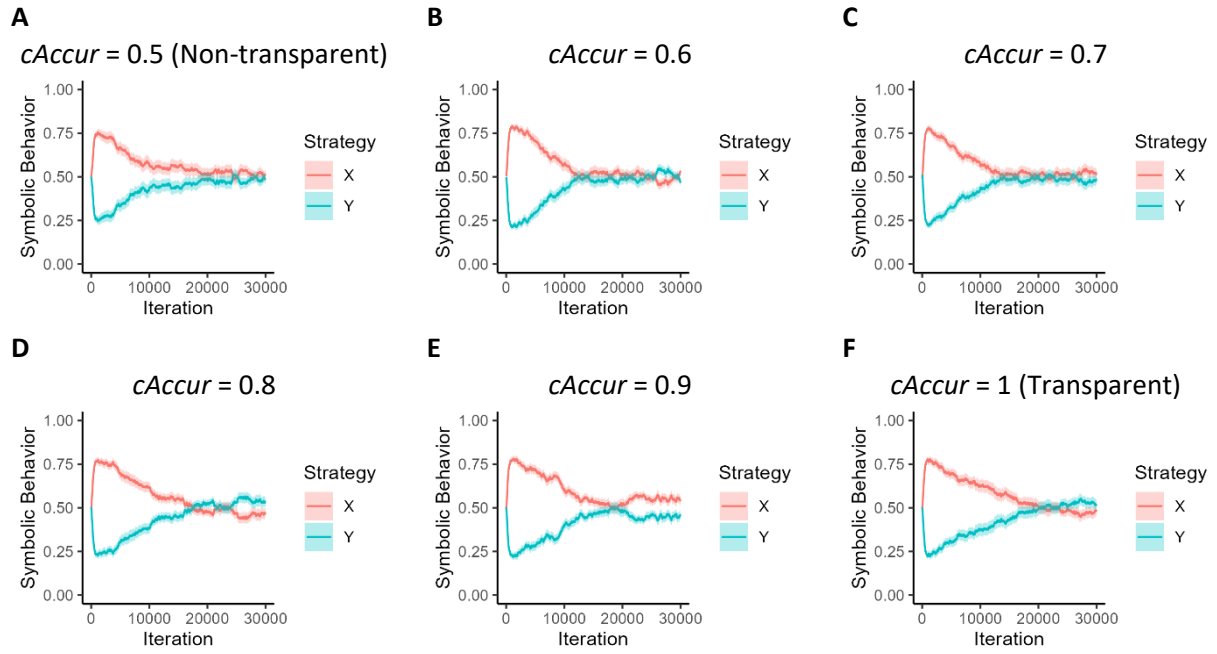 A
cAccur = 0.5 (Non-transparent)
1.00
0.75
0.50
0.25
0.00
Symbolic Behavior
0
10000
20000
30000
Iteration
Strategy
X
Y
B
cAccur = 0.6
1.00
0.75
0.50
0.25
0.00
Symbolic Behavior
0
10000
20000
30000
Iteration
Strategy
X
Y
C
cAccur = 0.7
1.00
0.75
0.50
0.25
0.00
Symbolic Behavior
0
10000
20000
30000
Iteration
Strategy
X
Y
D
cAccur = 0.8
1.00
0.75
0.50
0.25
0.00
Symbolic Behavior
0
10000
20000
30000
Iteration
Strategy
X
Y
E
cAccur = 0.9
1.00
0.75
0.50
0.25
0.00
Symbolic Behavior
0
10000
20000
30000
Iteration
Strategy
X
Y
F
cAccur = 1 (Transparent)
1.00
0.75
0.50
0.25
0.00
Symbolic Behavior
0
10000
20000
30000
Iteration
Strategy
X
Y